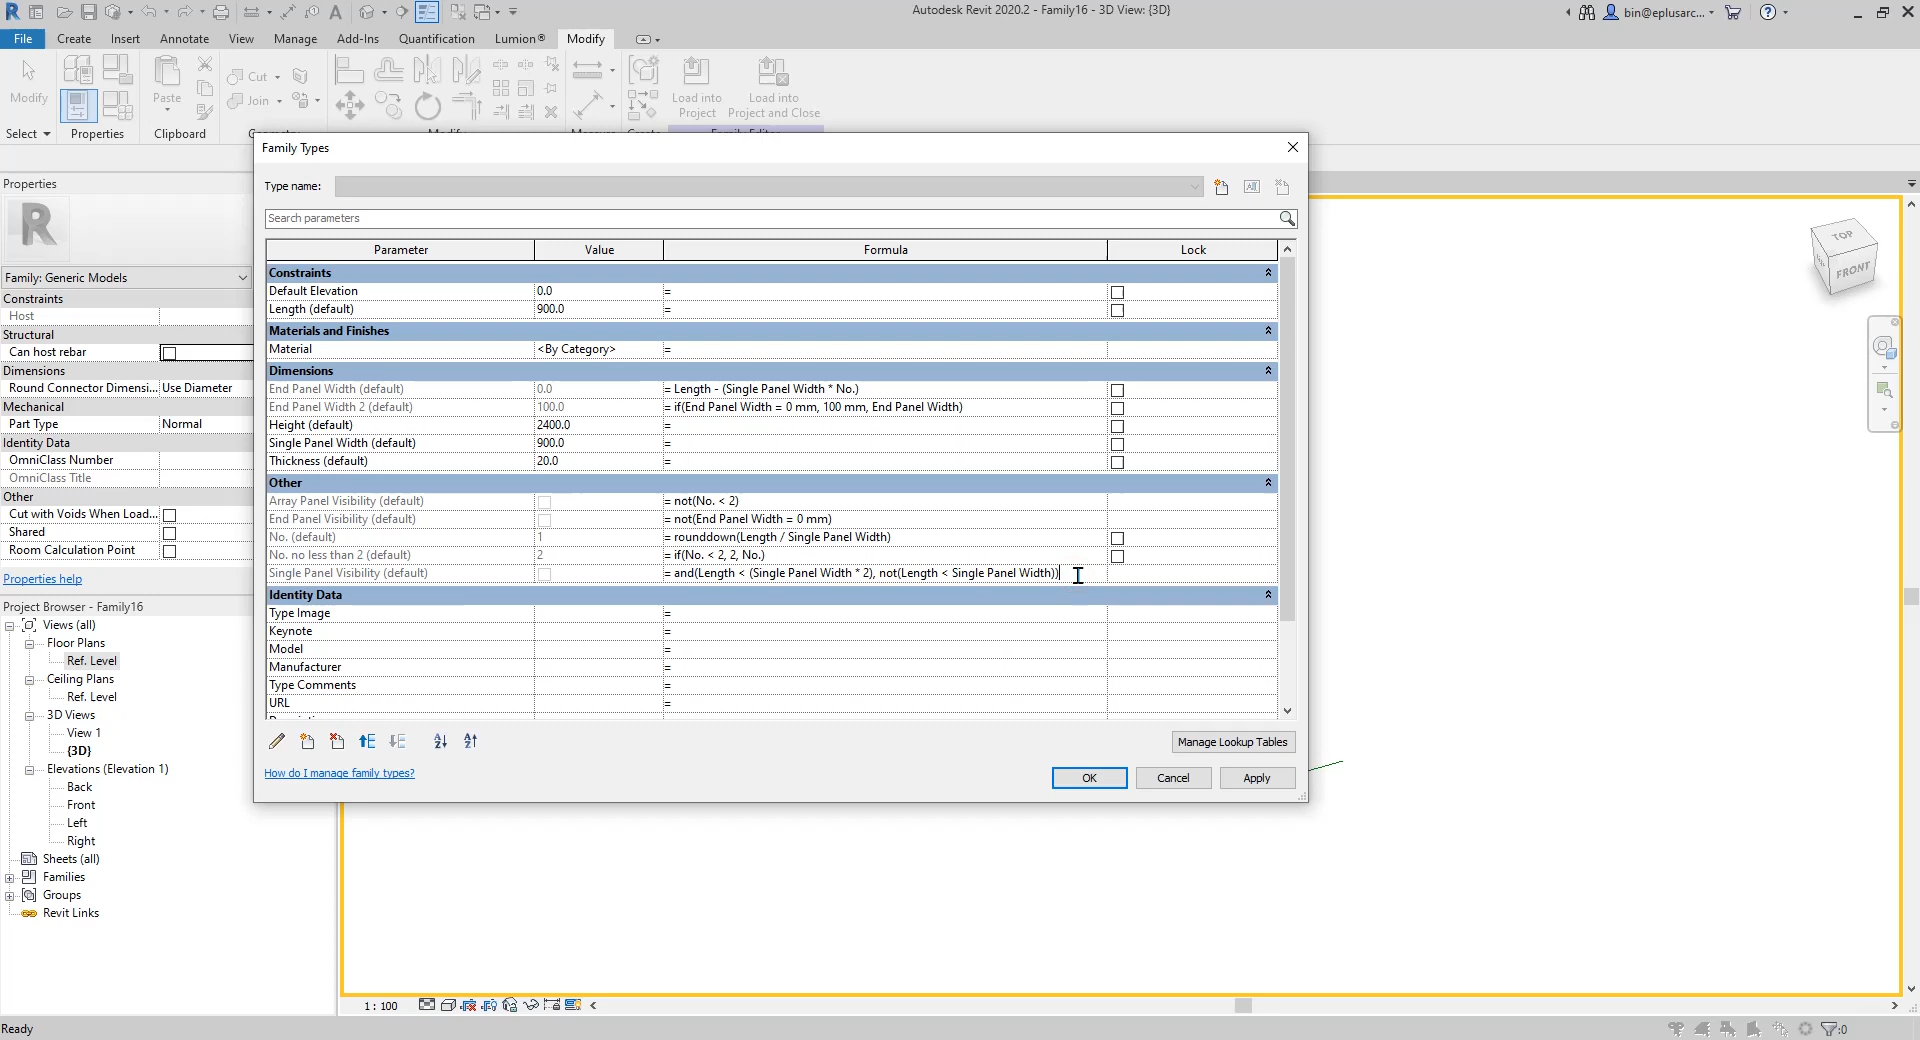 Autodesk Revit 2020.2 - Family16 - 3D View: {3D}
bin@eplusarc...
File Create Insert Annotate View Manage Add-Ins Quantification Lumion® Modify
Modify
Paste
Cut
Join
Load into Project
Load into Project and Close
Select Properties Clipboard
Family Types
Type name:
Search parameters
Parameter Value Formula Lock
Constraints
Default Elevation 0.0 =
Length (default) 900.0 =
Materials and Finishes
Material <By Category> =
Dimensions
End Panel Width (default) 0.0 = Length - (Single Panel Width * No.)
End Panel Width 2 (default) 100.0 = if(End Panel Width = 0 mm, 100 mm, End Panel Width)
Height (default) 2400.0 =
Single Panel Width (default) 900.0 =
Thickness (default) 20.0 =
Other
Array Panel Visibility (default) = not(No. < 2)
End Panel Visibility (default) = not(End Panel Width = 0 mm)
No. (default) 1 = rounddown(Length / Single Panel Width)
No. no less than 2 (default) 2 = if(No. < 2, 2, No.)
Single Panel Visibility (default) = and(Length < (Single Panel Width * 2), not(Length < Single Panel Width))
Identity Data
Type Image =
Keynote =
Model =
Manufacturer =
Type Comments =
URL =
Manage Lookup Tables
How do I manage family types?
OK Cancel Apply
Properties
Family: Generic Models
Constraints
Host
Structural
Can host rebar
Dimensions
Round Connector Dimensi... Use Diameter
Mechanical
Part Type Normal
Identity Data
OmniClass Number
OmniClass Title
Other
Cut with Voids When Load...
Shared
Room Calculation Point
Properties help
Project Browser - Family16
Views (all)
Floor Plans
Ref. Level
Ceiling Plans
Ref. Level
3D Views
View 1
{3D}
Elevations (Elevation 1)
Back
Front
Left
Right
Sheets (all)
Families
Groups
Revit Links
TOP
FRONT
1 : 100
Ready
:0